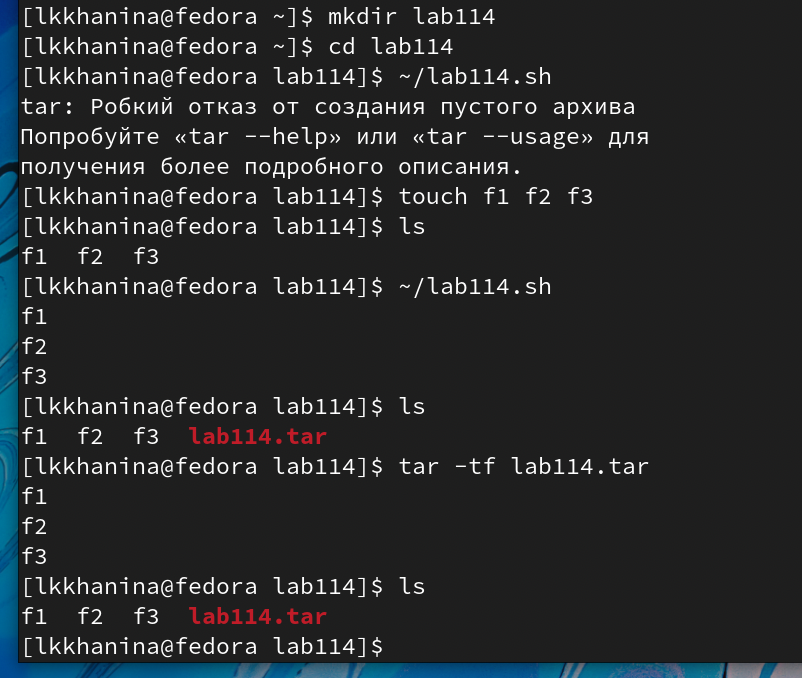 [lkkhanina@fedora ~]$ mkdir lab114
[lkkhanina@fedora ~]$ cd lab114
[lkkhanina@fedora lab114]$ ~/lab114.sh
tar: Робкий отказ от создания пустого архива
Попробуйте «tar --help» или «tar --usage» для
получения более подробного описания.
[lkkhanina@fedora lab114]$ touch f1 f2 f3
[lkkhanina@fedora lab114]$ ls
f1  f2  f3
[lkkhanina@fedora lab114]$ ~/lab114.sh
f1
f2
f3
[lkkhanina@fedora lab114]$ ls
f1  f2  f3  lab114.tar
[lkkhanina@fedora lab114]$ tar -tf lab114.tar
f1
f2
f3
[lkkhanina@fedora lab114]$ ls
f1  f2  f3  lab114.tar
[lkkhanina@fedora lab114]$